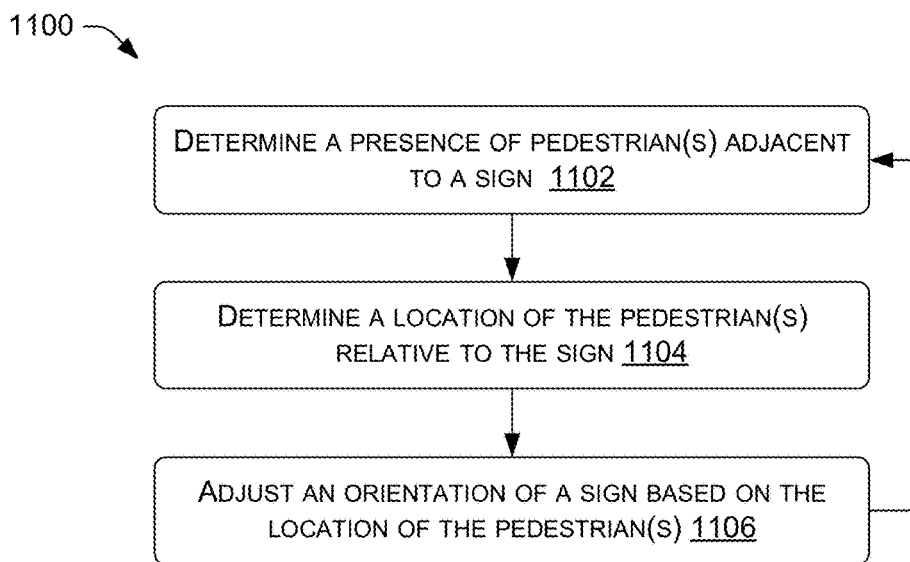 1100
DETERMINE A PRESENCE OF PEDESTRIAN(S) ADJACENT
TO A SIGN 1102
DETERMINE A LOCATION OF THE PEDESTRIAN(S)
RELATIVE TO THE SIGN 1104
ADJUST AN ORIENTATION OF A SIGN BASED ON THE
LOCATION OF THE PEDESTRIAN(S) 1106